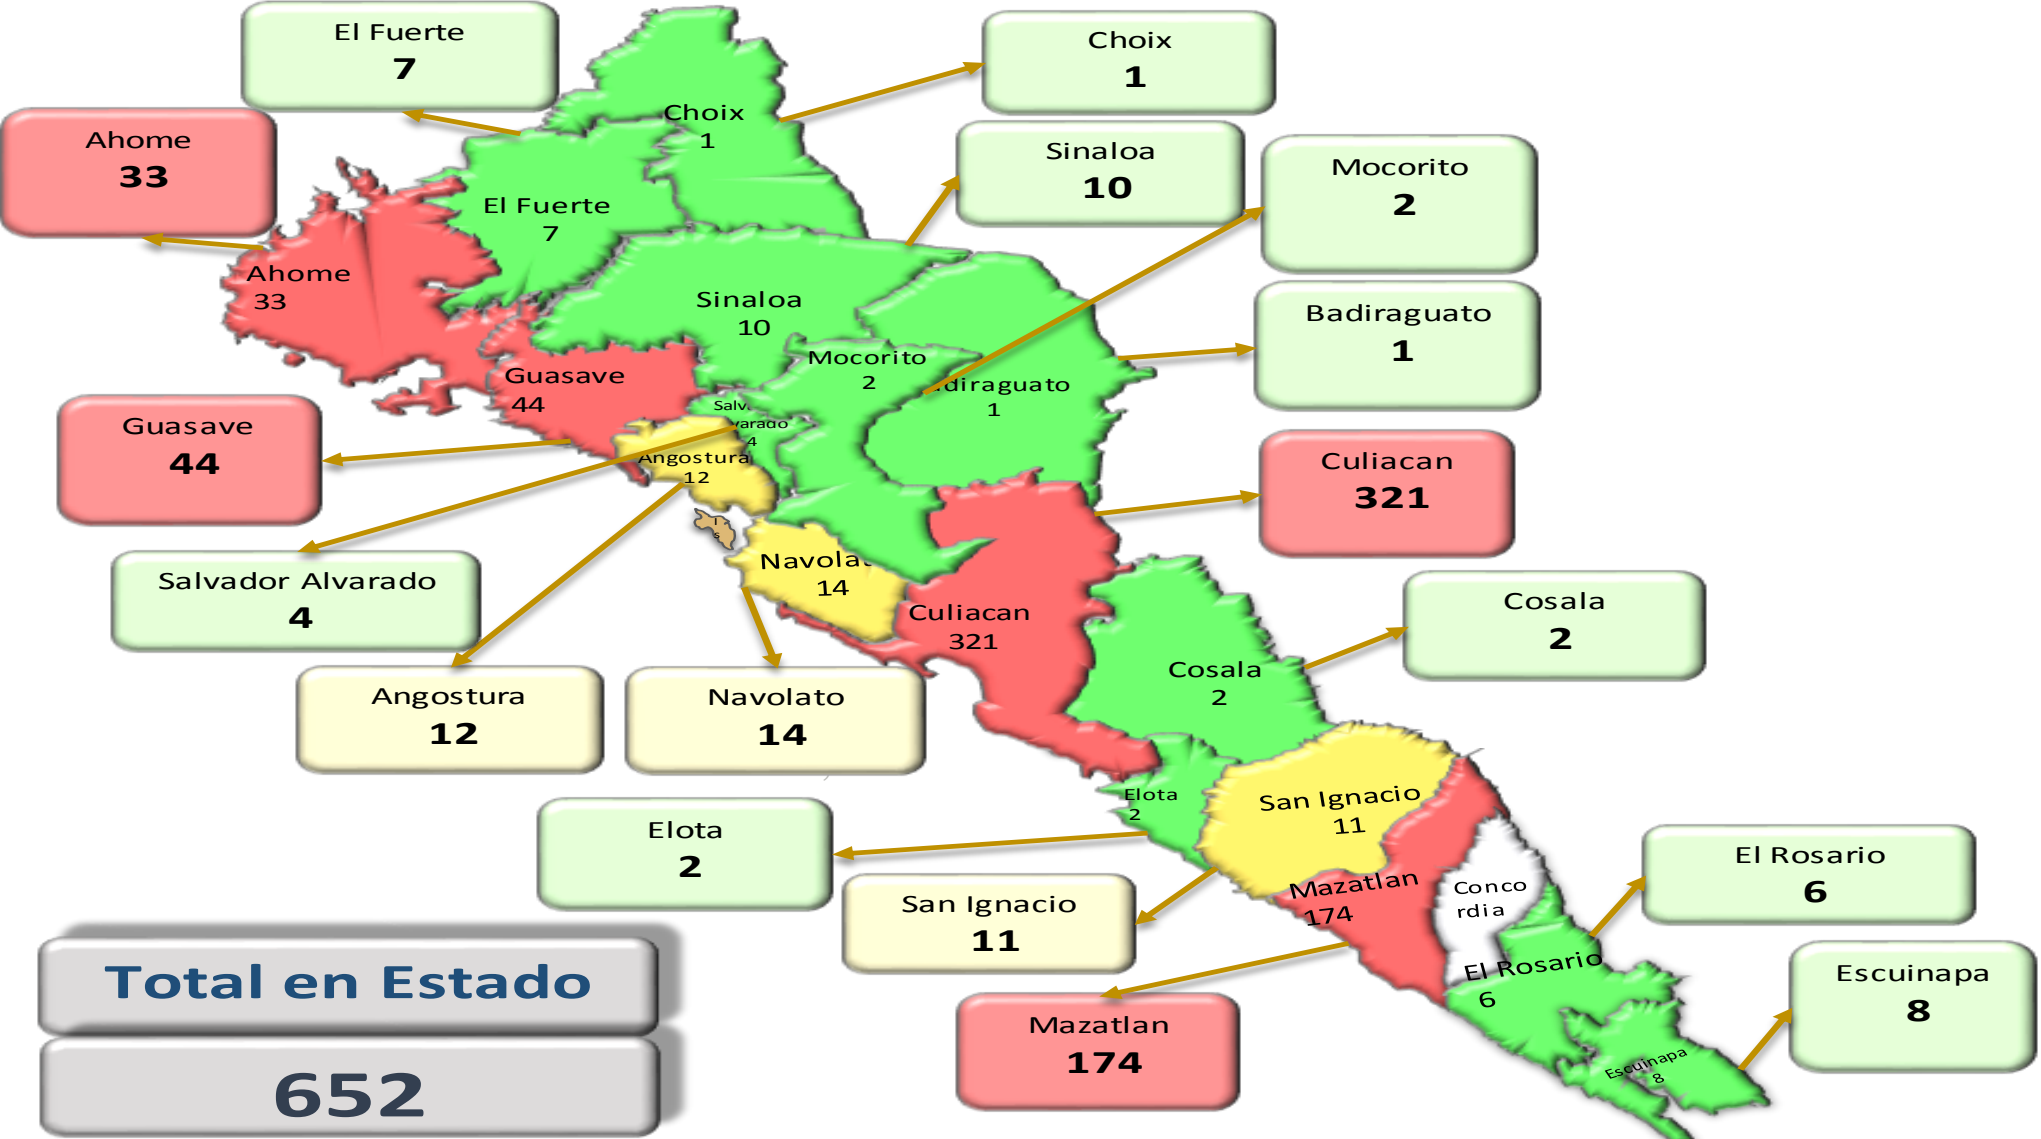 El Fuerte
7
Choix
1
Ahome
33
Sinaloa
10
Mocorito
2
Badiraguato
1
Guasave
44
Culiacan
321
Salvador Alvarado
4
Cosala
2
Angostura
12
Navolato
14
Elota
2
San Ignacio
11
El Rosario
6
Mazatlan
174
Escuinapa
8
Choix
1
El Fuerte
7
Ahome
33
Sinaloa
10
Mocorito
2
diraguato
1
Guasave
44
Salv
varado
4
Angostura
12
Navola
14
Culiacan
321
Cosala
2
Elota
2
San Ignacio
11
Mazatlan
174
Conco
rdia
El Rosario
6
Escuinapa
8
Total en Estado
652